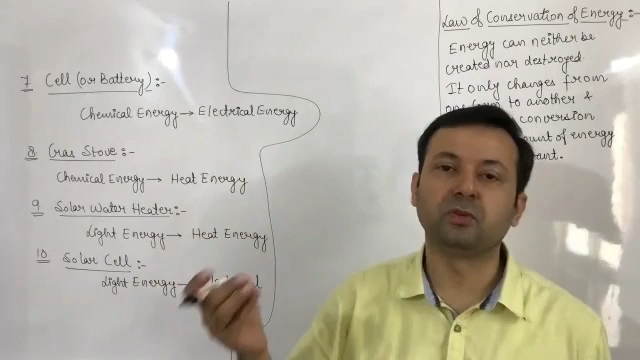 7. Cell (or Battery):-
Chemical Energy → Electrical Energy
8 Gas Stove:-
Chemical Energy → Heat Energy
9 Solar Water Heater:-
Light Energy → Heat Energy
10 Solar Cell:-
Light Energy →
Law of Conservation of Energy:-
Energy can neither be
created nor destroyed.
It only changes from
to another &
conversion
of energy